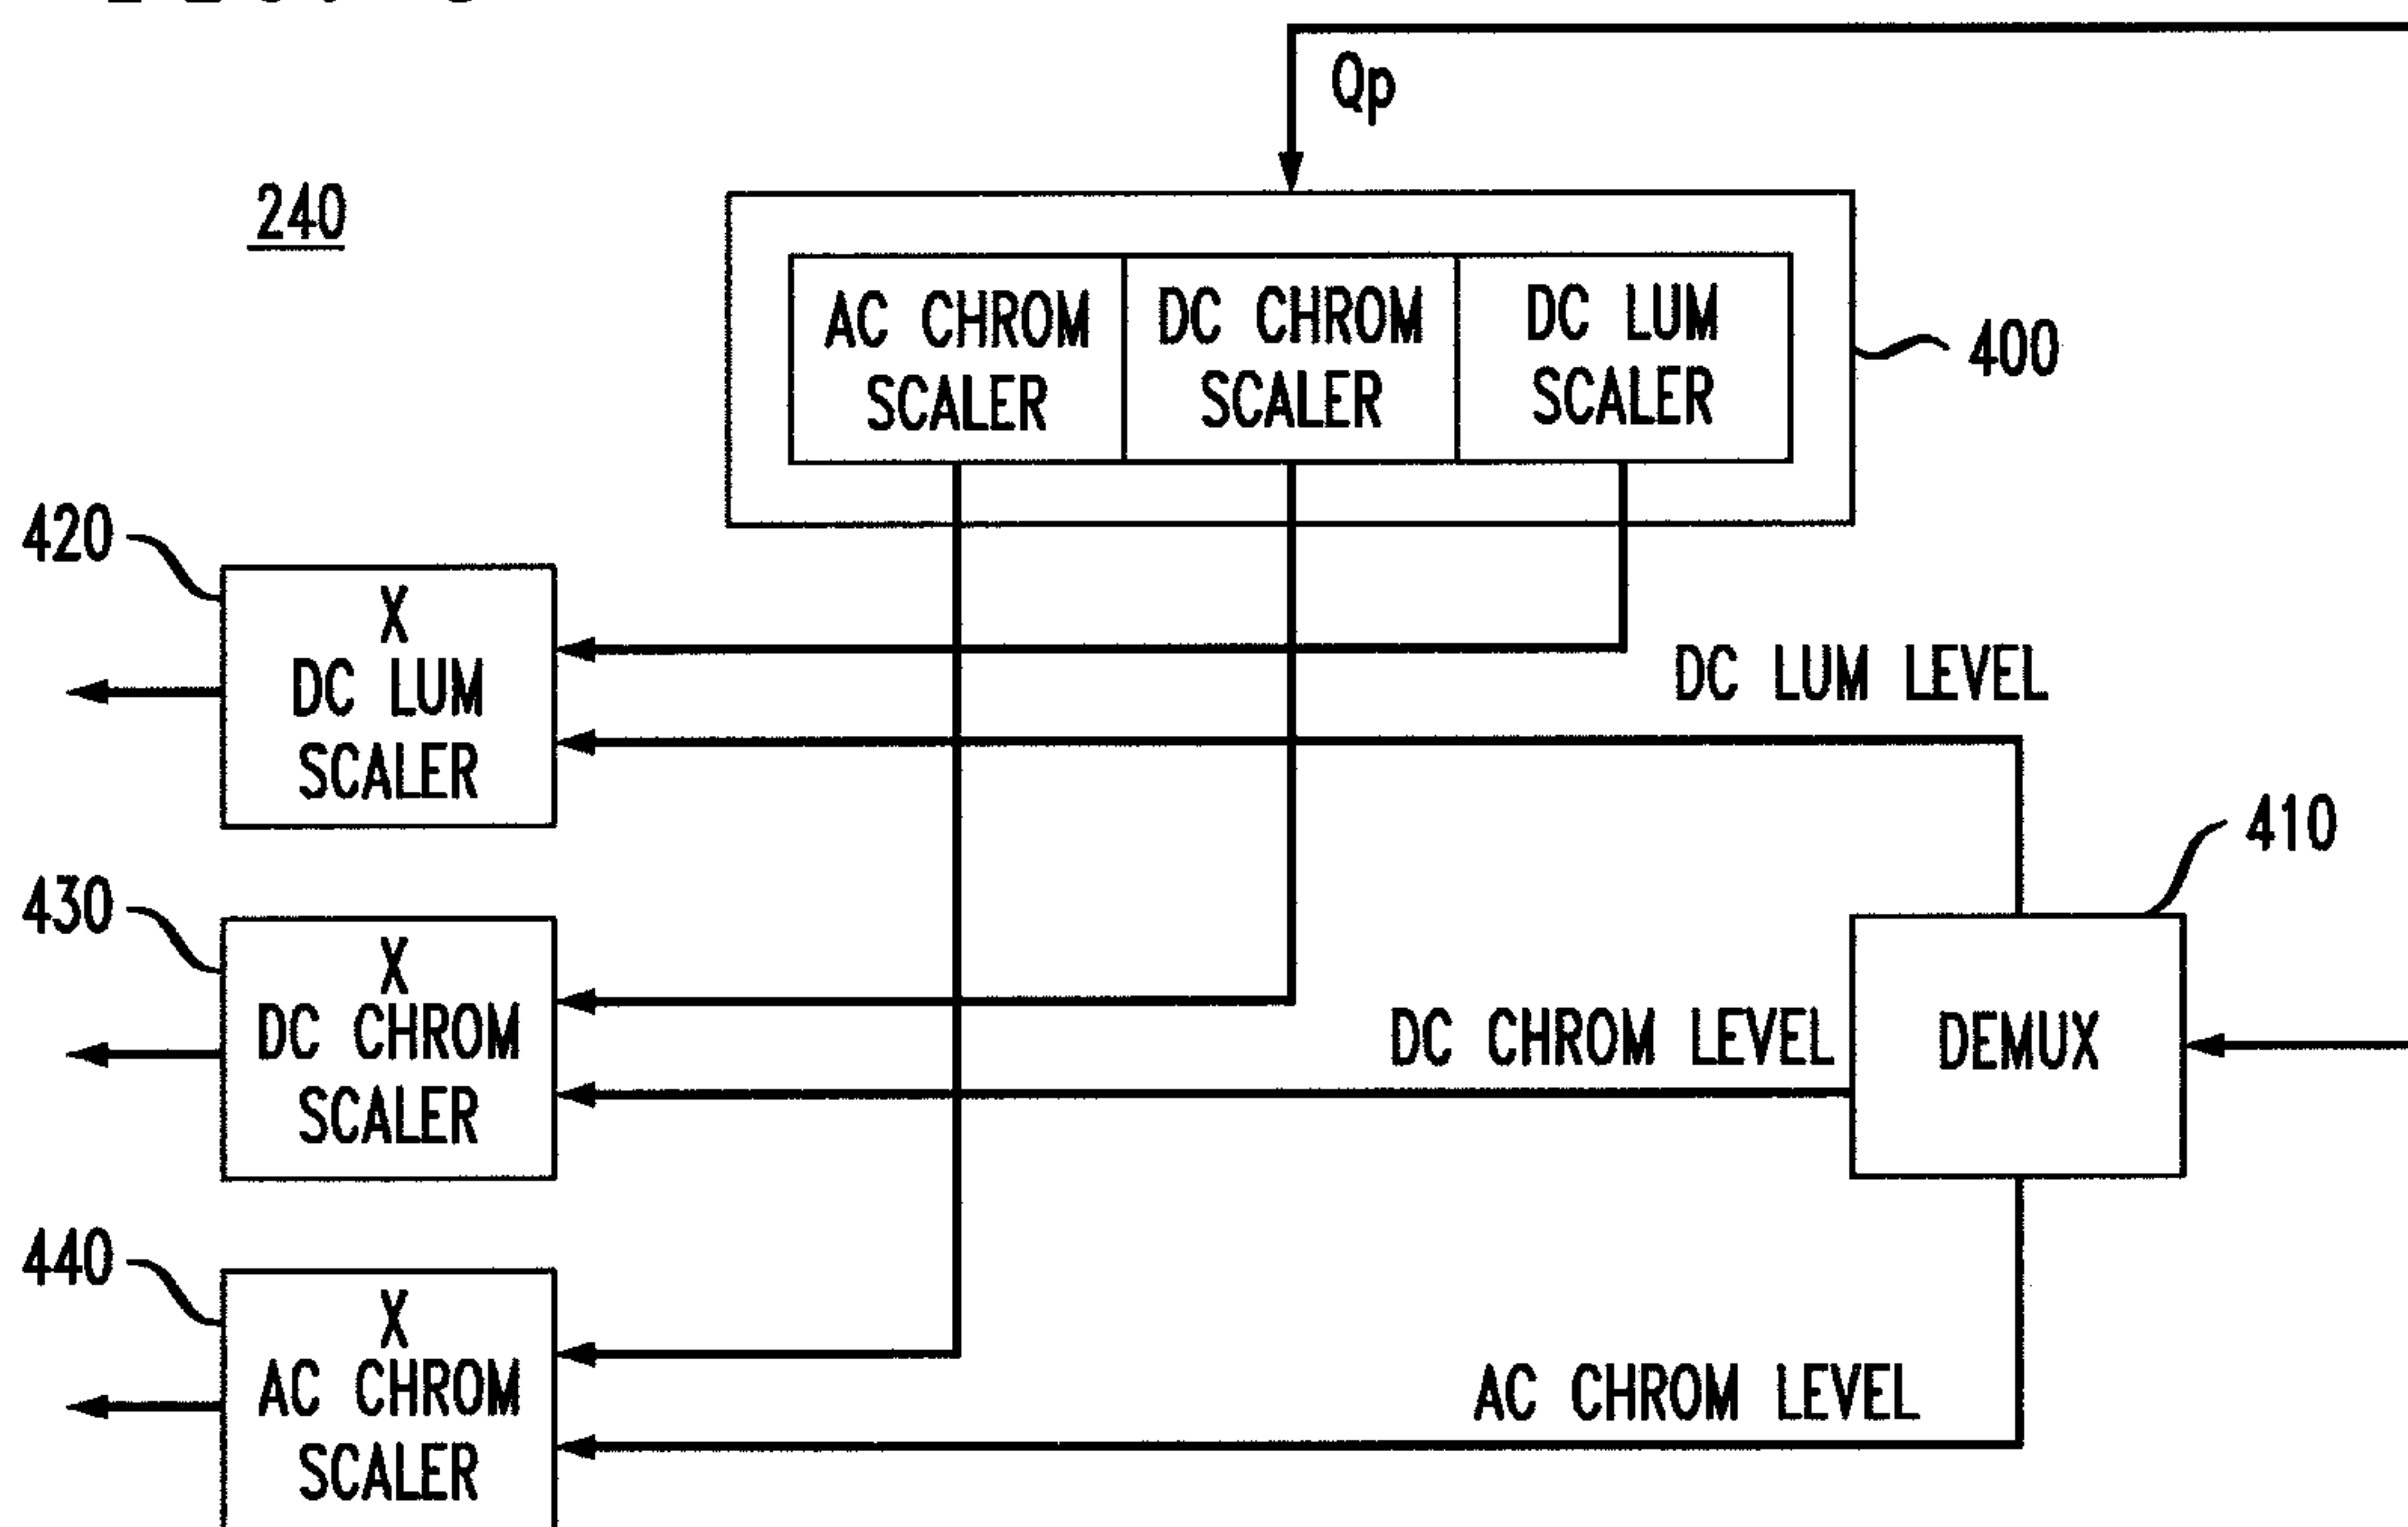 Qp
240
AC CHROM
SCALER
DC CHROM
SCALER
DC LUM
SCALER
400
420
X
DC LUM
SCALER
DC LUM LEVEL
410
430
X
DC CHROM
SCALER
DC CHROM LEVEL
DEMUX
440
X
AC CHROM
SCALER
AC CHROM LEVEL